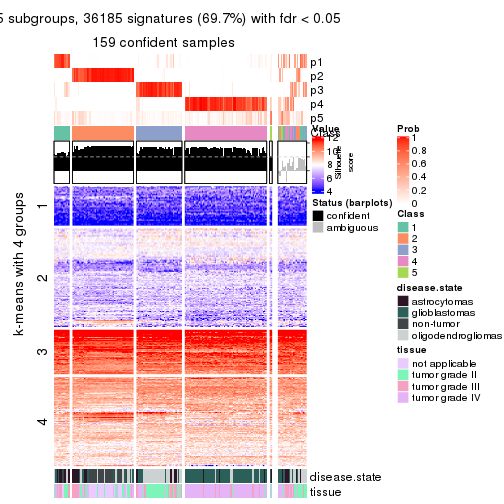 5 subgroups, 36185 signatures (69.7%) with fdr < 0.05
159 confident samples
p1
p2
p3
p4
p5
Class
1
2
3
4
k-means with 4 groups
disease.state
tissue
Value
12
10
8
6
4
Silhouette
score
Status (barplots)
confident
ambiguous
Prob
1
0.8
0.6
0.4
0.2
0
Class
1
2
3
4
5
disease.state
astrocytomas
glioblastomas
non-tumor
oligodendrogliomas
tissue
not applicable
tumor grade II
tumor grade III
tumor grade IV